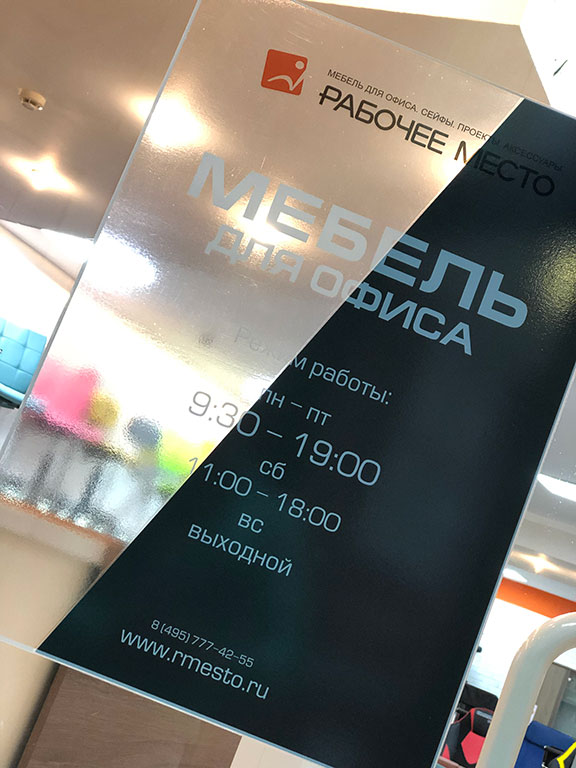 МЕБЕЛЬ ДЛЯ ОФИСА. СЕЙФЫ. ПРОЕКТЫ. АКСЕССУАРЫ
РАБОЧЕЕ МЕСТО
МЕБЕЛЬ
ДЛЯ ОФИСА
Режим работы:
пн – пт
9:30 – 19:00
сб
11:00 – 18:00
вс
выходной
8 (495) 777-42-55
www.rmesto.ru